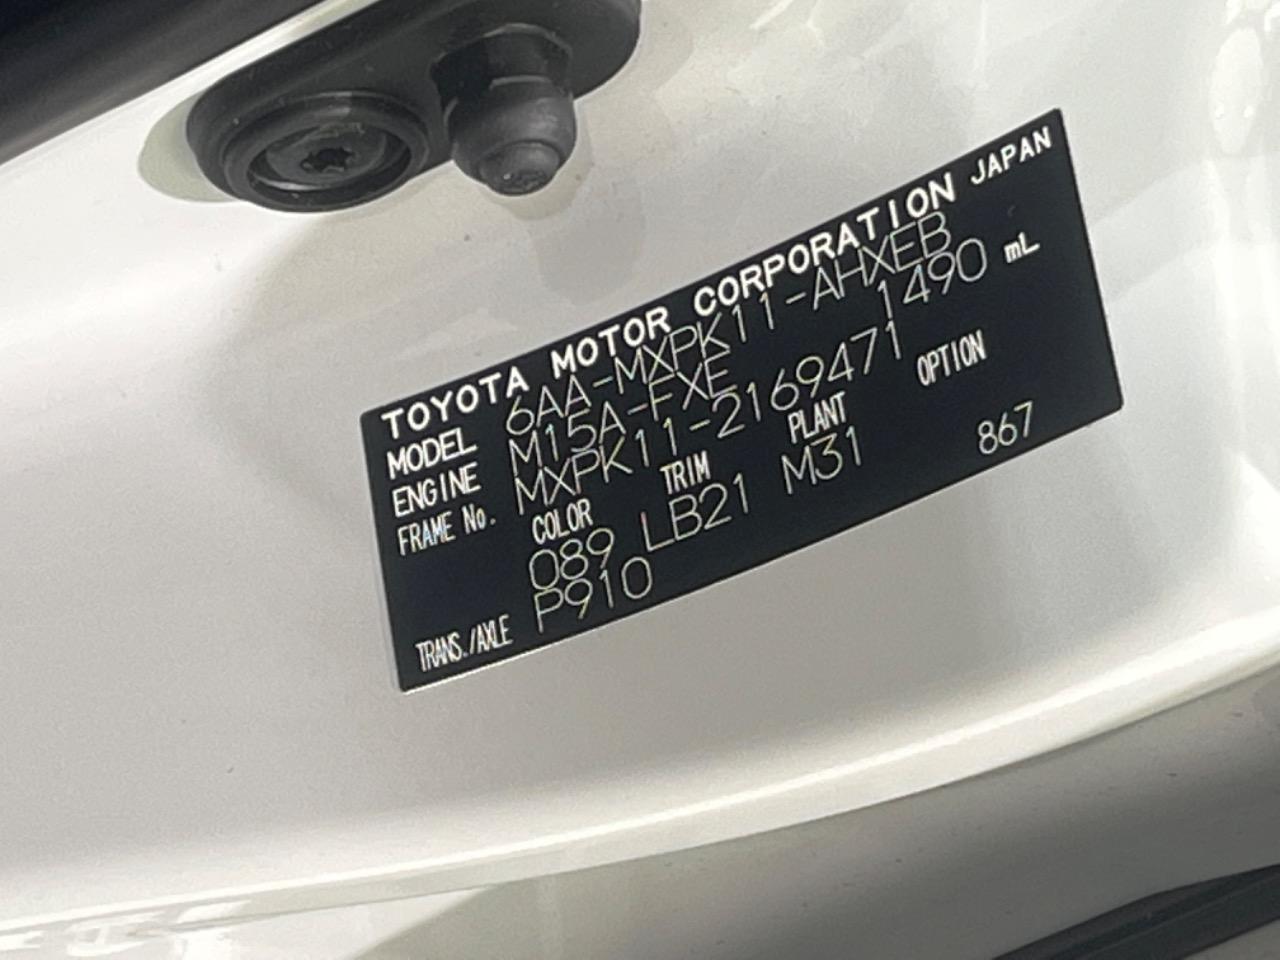 TOYOTA MOTOR CORPORATION JAPAN
MODEL 6AA-MXPK11-AHXEB
ENGINE M15A-FXE 1490 mL
FRAME No. MXPK11-2169471
COLOR TRIM PLANT OPTION
089 LB21 M31 867
TRANS./AXLE P910